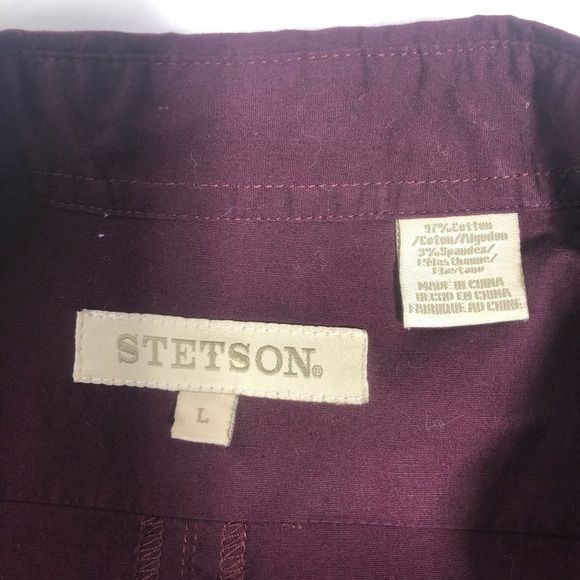 STETSON®
L
97% Cotton
/Coton/Algodon
3% Spandex/
Elasthanne/
Elastano
MADE IN CHINA
HECHO EN CHINA
FABRIQUE AU CHINE